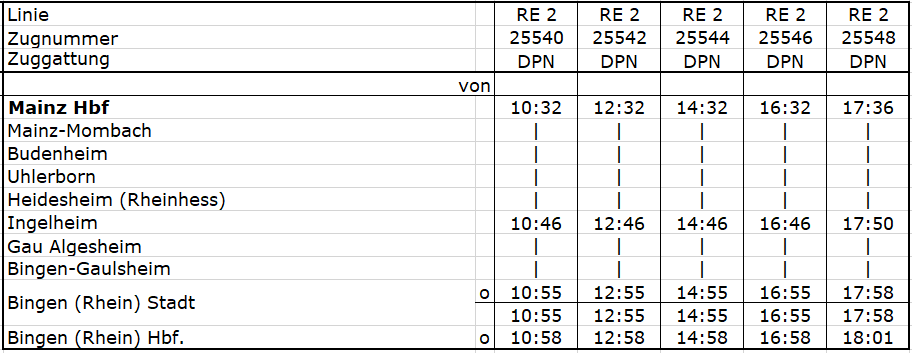 Linie RE 2 RE 2 RE 2 RE 2 RE 2
Zugnummer 25540 25542 25544 25546 25548
Zuggattung DPN DPN DPN DPN DPN
von
Mainz Hbf 10:32 12:32 14:32 16:32 17:36
Mainz-Mombach | | | | |
Budenheim | | | | |
Uhlerborn | | | | |
Heidesheim (Rheinhess) | | | | |
Ingelheim 10:46 12:46 14:46 16:46 17:50
Gau Algesheim | | | | |
Bingen-Gaulsheim | | | | |
Bingen (Rhein) Stadt o 10:55 12:55 14:55 16:55 17:58
10:55 12:55 14:55 16:55 17:58
Bingen (Rhein) Hbf. o 10:58 12:58 14:58 16:58 18:01